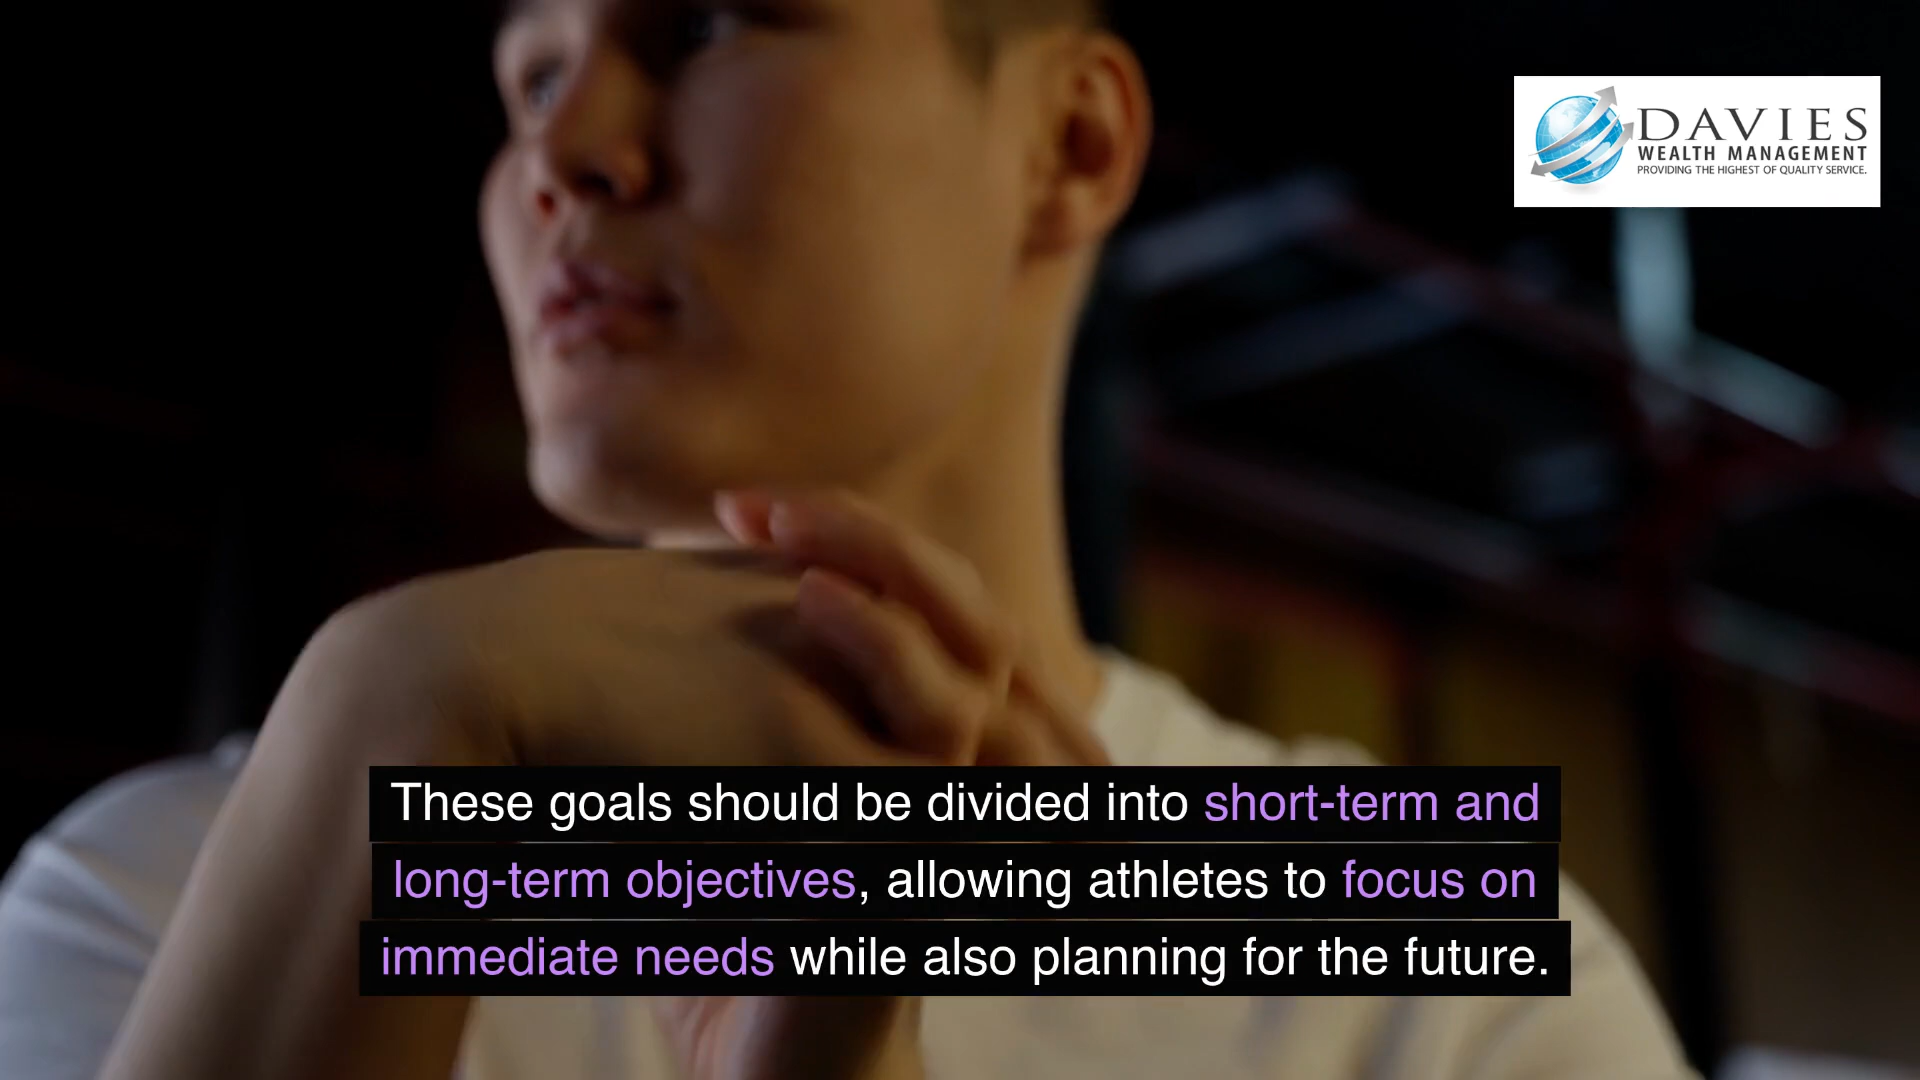 DAVIES
WEALTH MANAGEMENT
PROVIDING THE HIGHEST OF QUALITY SERVICE.
These goals should be divided into short-term and
long-term objectives, allowing athletes to focus on
immediate needs while also planning for the future.